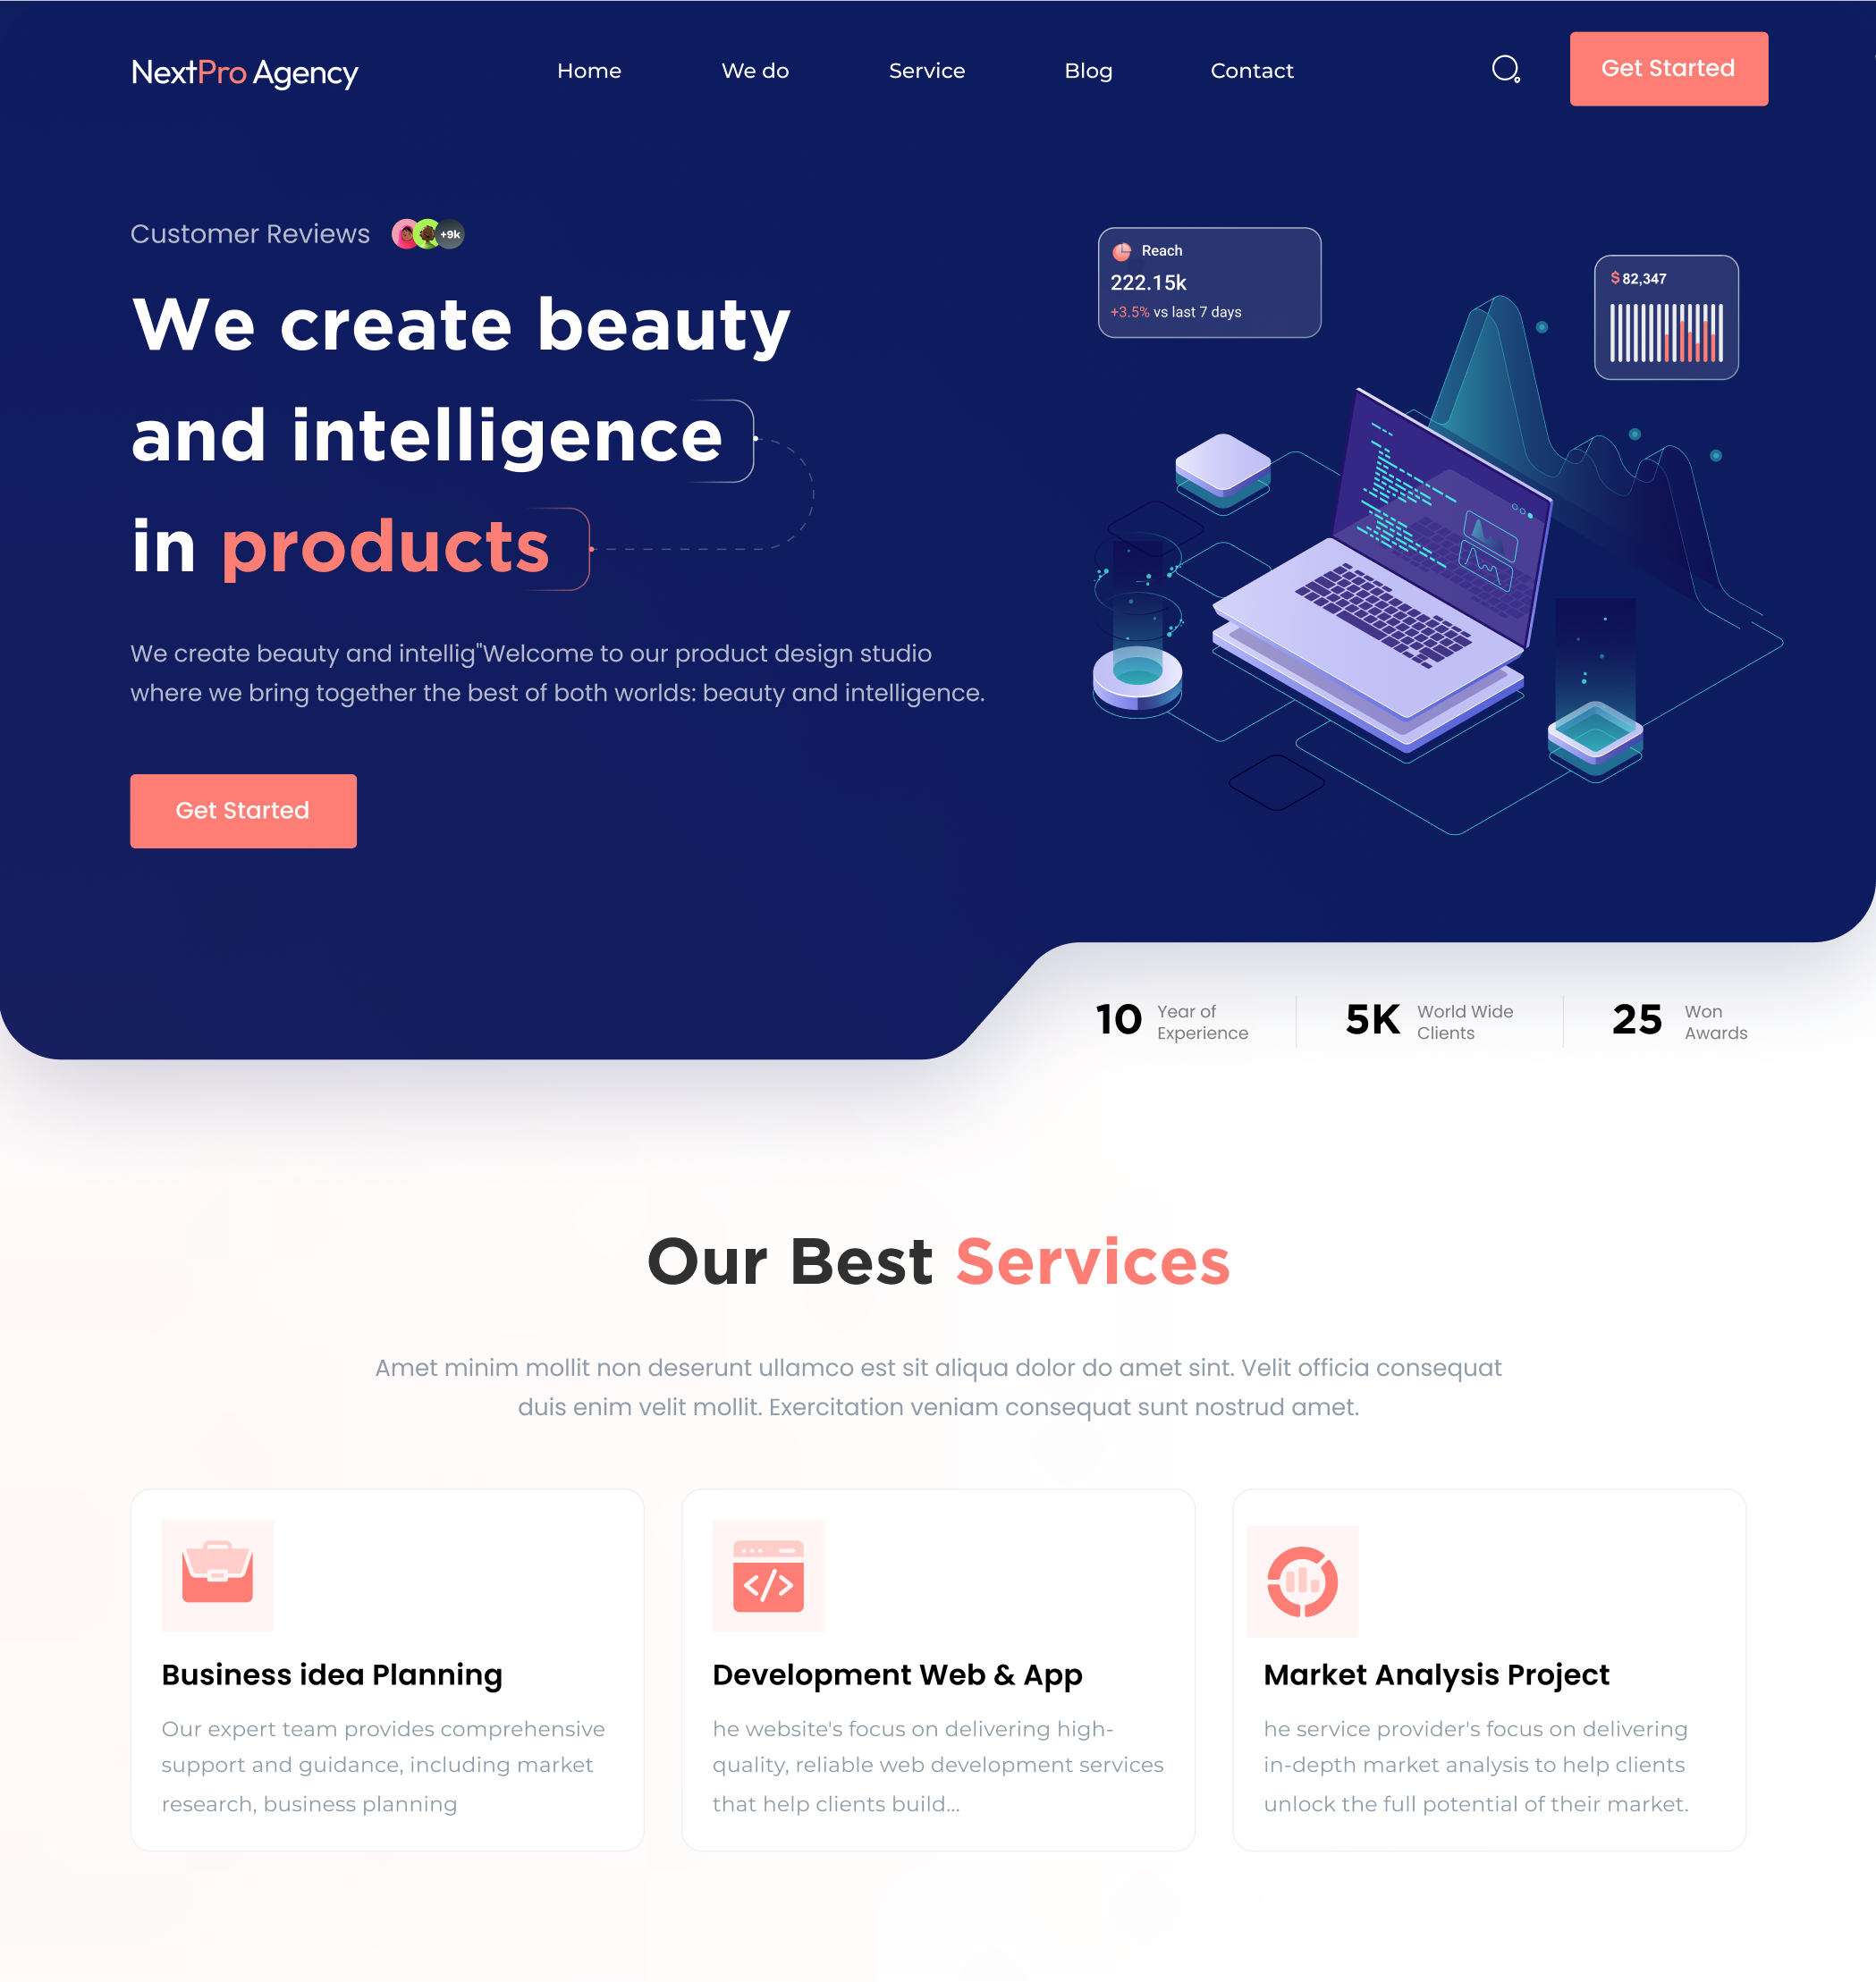 NextPro Agency
Home
We do
Service
Blog
Contact
Get Started
Customer Reviews
+9k
We create beauty
and intelligence
in products
We create beauty and intellig"Welcome to our product design studio
where we bring together the best of both worlds: beauty and intelligence.
Get Started
Reach
222.15k
+3.5% vs last 7 days
$ 82,347
10
Year of
Experience
5K
World Wide
Clients
25
Won
Awards
Our Best Services
Amet minim mollit non deserunt ullamco est sit aliqua dolor do amet sint. Velit officia consequat
duis enim velit mollit. Exercitation veniam consequat sunt nostrud amet.
</>
Business idea Planning
Our expert team provides comprehensive
support and guidance, including market
research, business planning
Development Web & App
he website's focus on delivering high-
quality, reliable web development services
that help clients build...
Market Analysis Project
he service provider's focus on delivering
in-depth market analysis to help clients
unlock the full potential of their market.